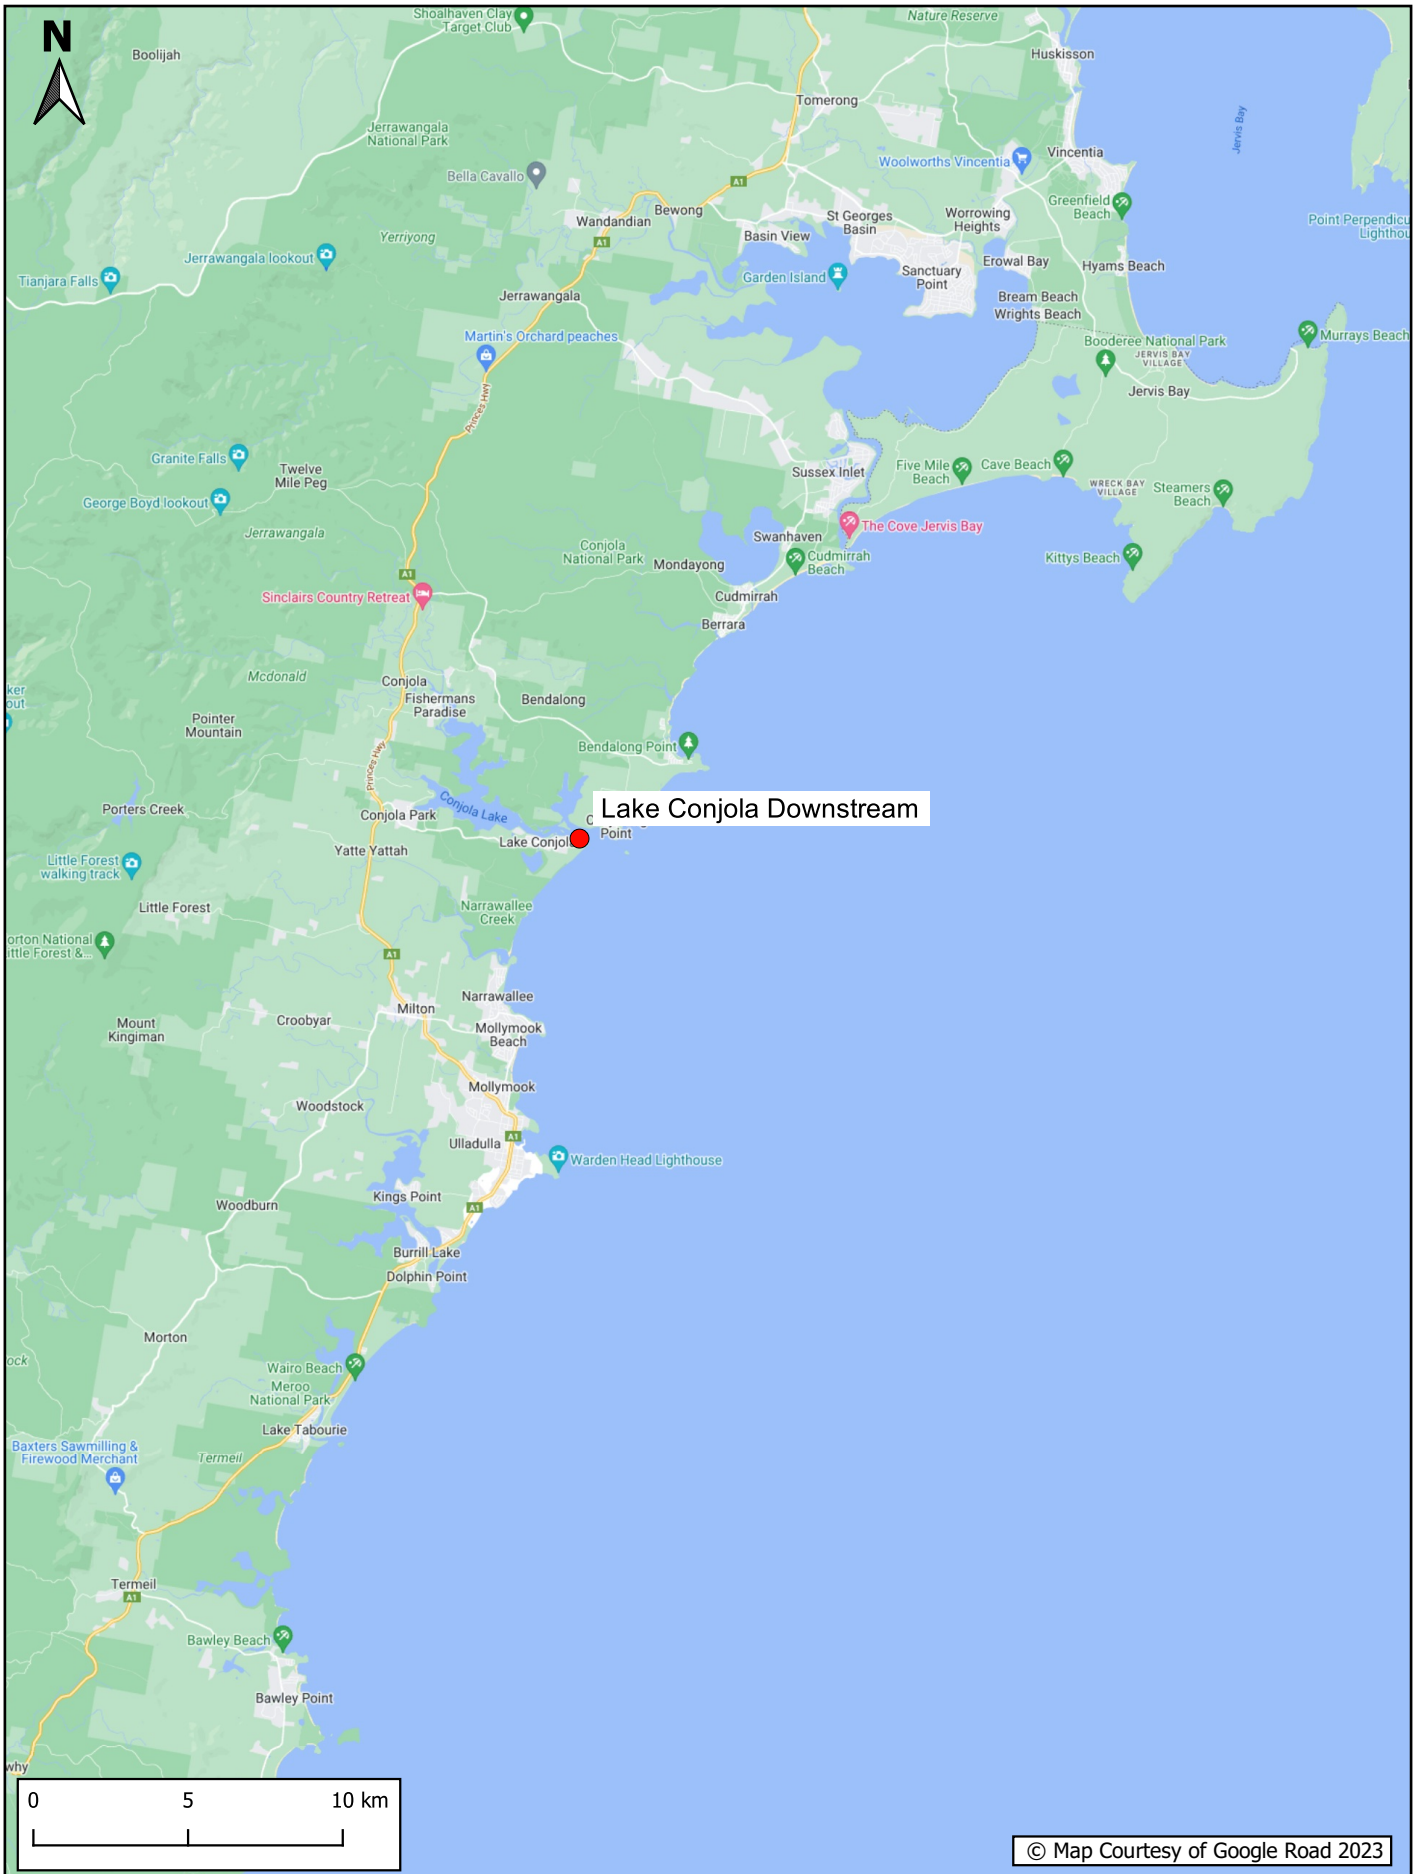 N
Shoalhaven Clay
Target Club
Nature Reserve
Boolijah
Huskisson
Tomerong
Jervis Bay
Jerrawangala
National Park
Woolworths Vincentia
Vincentia
Bella Cavallo
A1
Greenfield
Beach
Bewong
Wandandian
St Georges
Basin
Worrowing
Heights
Point Perpendicu
Lighthou
Yerriyong
A1
Basin View
Jerrawangala lookout
Erowal Bay
Hyams Beach
Tianjara Falls
Garden Island
Sanctuary
Point
Jerrawangala
Bream Beach
Wrights Beach
Martin's Orchard peaches
Murrays Beach
Booderee National Park
JERVIS BAY
VILLAGE
Jervis Bay
Princes Hwy
Granite Falls
Twelve
Mile Peg
Sussex Inlet
Five Mile
Beach
Cave Beach
WRECK BAY
VILLAGE
Steamers
Beach
George Boyd lookout
Jerrawangala
The Cove Jervis Bay
Swanhaven
Conjola
National Park
Mondayong
Cudmirrah
Beach
Kittys Beach
A1
Sinclairs Country Retreat
Cudmirrah
Berrara
Mcdonald
Conjola
ker
out
Fishermans
Paradise
Bendalong
Pointer
Mountain
Bendalong Point
Princes Hwy
Porters Creek
Conjola Lake
Conjola Park
Lake Conjola Downstream
Point
Lake Conjol
Yatte Yattah
Little Forest
walking track
Little Forest
Narrawallee
Creek
orton National
ittle Forest &...
A1
Narrawallee
Milton
Croobyar
Mount
Kingiman
Mollymook
Beach
Mollymook
Woodstock
A1
Ulladulla
Warden Head Lighthouse
Kings Point
Woodburn
A1
Burrill Lake
Dolphin Point
Morton
ock
Wairo Beach
Meroo
National Park
Lake Tabourie
Baxters Sawmilling &
Firewood Merchant
Termeil
Termeil
A1
Bawley Beach
Bawley Point
why
0 5 10 km
© Map Courtesy of Google Road 2023